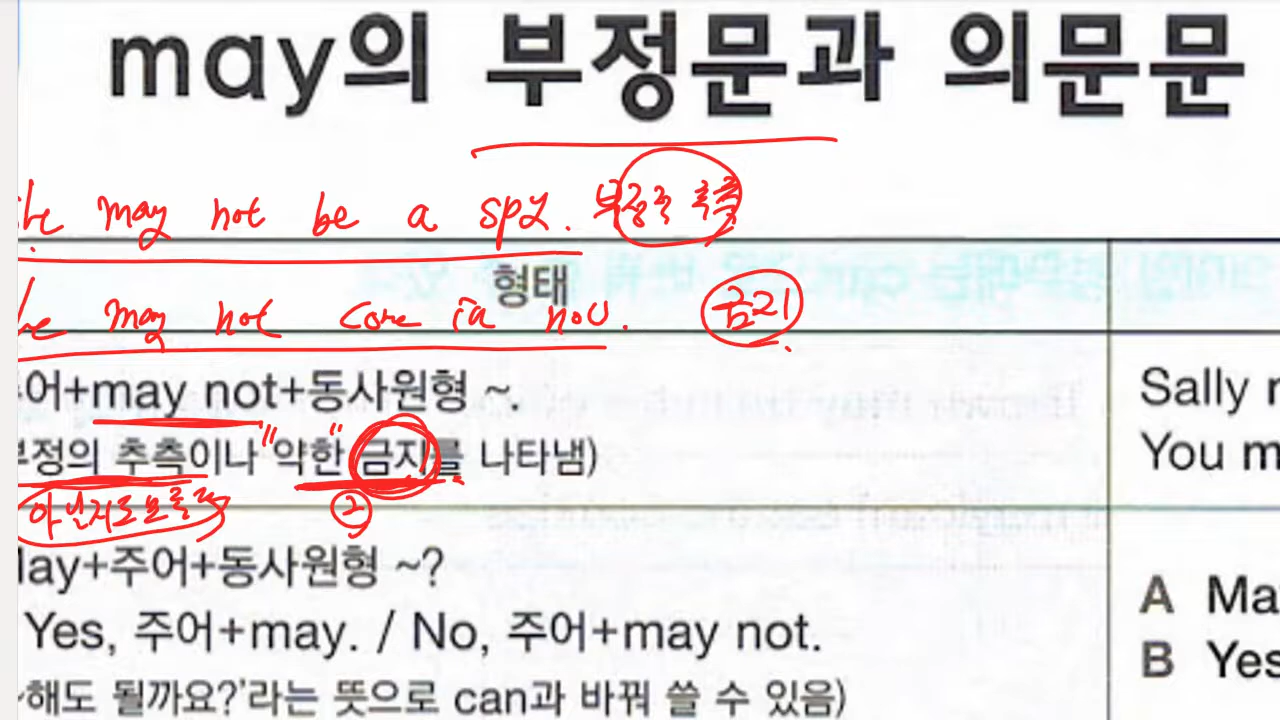 may의 부정문과 의문문
he may not be a spy. 부정추 추측
형태
he may not come in now. 금지
어+may not+동사원형 ~.
Sally
부정의 추측이나 "약한" 금지를 나타냄)
You m
아닌지도모른다 2
May+주어+동사원형 ~?
A Ma
Yes, 주어+may. / No, 주어+may not.
B Yes
~해도 될까요?'라는 뜻으로 can과 바꿔 쓸 수 있음)